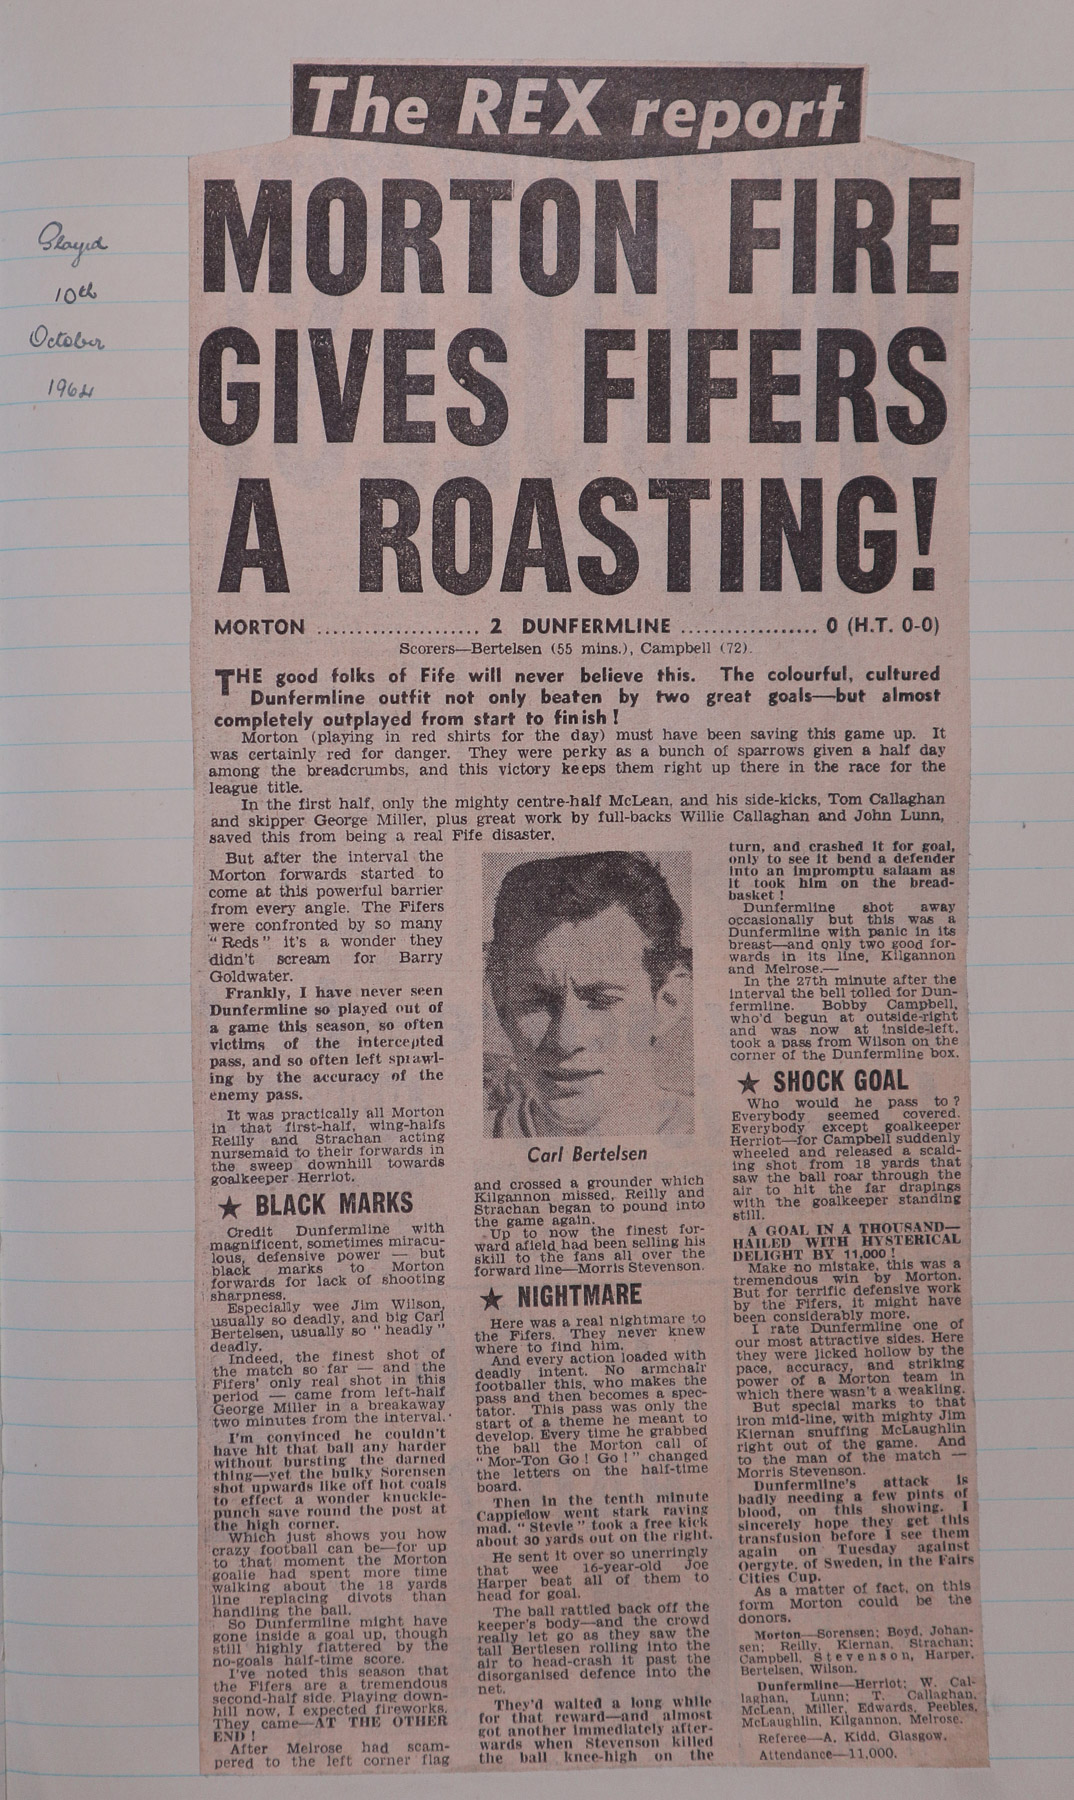 The REX report
MORTON FIRE
GIVES FIFERS
A ROASTING!
Played
10th
October
1964
MORTON ..................... 2 DUNFERMLINE .................. 0 (H.T. 0-0)
Scorers—Bertelsen (55 mins.), Campbell (72).
THE good folks of Fife will never believe this. The colourful, cultured
Dunfermline outfit not only beaten by two great goals—but almost
completely outplayed from start to finish !
Morton (playing in red shirts for the day) must have been saving this game up. It
was certainly red for danger. They were perky as a bunch of sparrows given a half day
among the breadcrumbs, and this victory keeps them right up there in the race for the
league title.
In the first half, only the mighty centre-half McLean, and his side-kicks, Tom Callaghan
and skipper George Miller, plus great work by full-backs Willie Callaghan and John Lunn,
saved this from being a real Fife disaster.
But after the interval the
Morton forwards started to
come at this powerful barrier
from every angle. The Fifers
were confronted by so many
"Reds" it's a wonder they
didn't scream for Barry
Goldwater.
Frankly, I have never seen
Dunfermline so played out of
a game this season, so often
victims of the intercepted
pass, and so often left sprawl-
ing by the accuracy of the
enemy pass.
It was practically all Morton
in that first-half, wing-halfs
Reilly and Strachan acting
nursemaid to their forwards in
the sweep downhill towards
goalkeeper Herriot.
★ BLACK MARKS
Credit Dunfermline with
magnificent, sometimes miracu-
lous, defensive power — but
black marks to Morton
forwards for lack of shooting
sharpness.
Especially wee Jim Wilson,
usually so deadly, and big Carl
Bertelsen, usually so "headly"
deadly.
Indeed, the finest shot of
the match so far — and the
Fifers' only real shot in this
period — came from left-half
George Miller in a breakaway
two minutes from the interval.
I'm convinced he couldn't
have hit that ball any harder
without bursting the darned
thing—yet the bulky Sorensen
shot upwards like off hot coals
to effect a wonder knuckle-
punch save round the post at
the high corner.
Which just shows you how
crazy football can be—for up
to that moment the Morton
goalie had spent more time
walking about the 18 yards
line replacing divots than
handling the ball.
So Dunfermline might have
gone inside a goal up, though
still highly flattered by the
no-goals half-time score.
I've noted this season that
the Fifers are a tremendous
second-half side. Playing down-
hill now, I expected fireworks.
They came—AT THE OTHER
END !
After Melrose had scam-
pered to the left corner flag
Carl Bertelsen
and crossed a grounder which
Kilgannon missed, Reilly and
Strachan began to pound into
the game again.
Up to now the finest for-
ward afield had been selling his
skill to the fans all over the
forward line—Morris Stevenson.
★ NIGHTMARE
Here was a real nightmare to
the Fifers. They never knew
where to find him.
And every action loaded with
deadly intent. No armchair
footballer this, who makes the
pass and then becomes a spec-
tator. This pass was only the
start of a theme he meant to
develop. Every time he grabbed
the ball the Morton call of
"Mor-Ton Go ! Go !" changed
the letters on the half-time
board.
Then in the tenth minute
Cappielow went stark raving
mad. "Stevie" took a free kick
about 30 yards out on the right.
He sent it over so unerringly
that wee 16-year-old Joe
Harper beat all of them to
head for goal.
The ball rattled back off the
keeper's body—and the crowd
really let go as they saw the
tall Bertlesen rolling into the
air to head-crash it past the
disorganised defence into the
net.
They'd waited a long while
for that reward—and almost
got another immediately after-
wards when Stevenson killed
the ball knee-high on the
turn, and crashed it for goal,
only to see it bend a defender
into an impromptu salaam as
it took him on the bread-
basket !
Dunfermline shot away
occasionally but this was a
Dunfermline with panic in its
breast—and only two good for-
wards in its line, Kilgannon
and Melrose.—
In the 27th minute after the
interval the bell tolled for Dun-
fermline. Bobby Campbell,
who'd begun at outside-right
and was now at inside-left,
took a pass from Wilson on the
corner of the Dunfermline box.
★ SHOCK GOAL
Who would he pass to ?
Everybody seemed covered.
Everybody except goalkeeper
Herriot—for Campbell suddenly
wheeled and released a scald-
ing shot from 18 yards that
saw the ball roar through the
air to hit the far drapings
with the goalkeeper standing
still.
A GOAL IN A THOUSAND—
HAILED WITH HYSTERICAL
DELIGHT BY 11,000 !
Make no mistake, this was a
tremendous win by Morton.
But for terrific defensive work
by the Fifers, it might have
been considerably more.
I rate Dunfermline one of
our most attractive sides. Here
they were licked hollow by the
pace, accuracy, and striking
power of a Morton team in
which there wasn't a weakling.
But special marks to that
iron mid-line, with mighty Jim
Kiernan snuffing McLaughlin
right out of the game. And
to the man of the match —
Morris Stevenson.
Dunfermline's attack is
badly needing a few pints of
blood, on this showing. I
sincerely hope they get this
transfusion before I see them
again on Tuesday against
Oergyte, of Sweden, in the Fairs
Cities Cup.
As a matter of fact, on this
form Morton could be the
donors.
Morton—Sorensen; Boyd, Johan-
sen; Reilly, Kiernan, Strachan;
Campbell, Stevenson, Harper,
Bertelsen, Wilson.
Dunfermline—Herriot; W. Cal-
laghan, Lunn; T. Callaghan,
McLean, Miller, Edwards, Peebles,
McLaughlin, Kilgannon, Melrose.
Referee—A. Kidd, Glasgow.
Attendance—11,000.